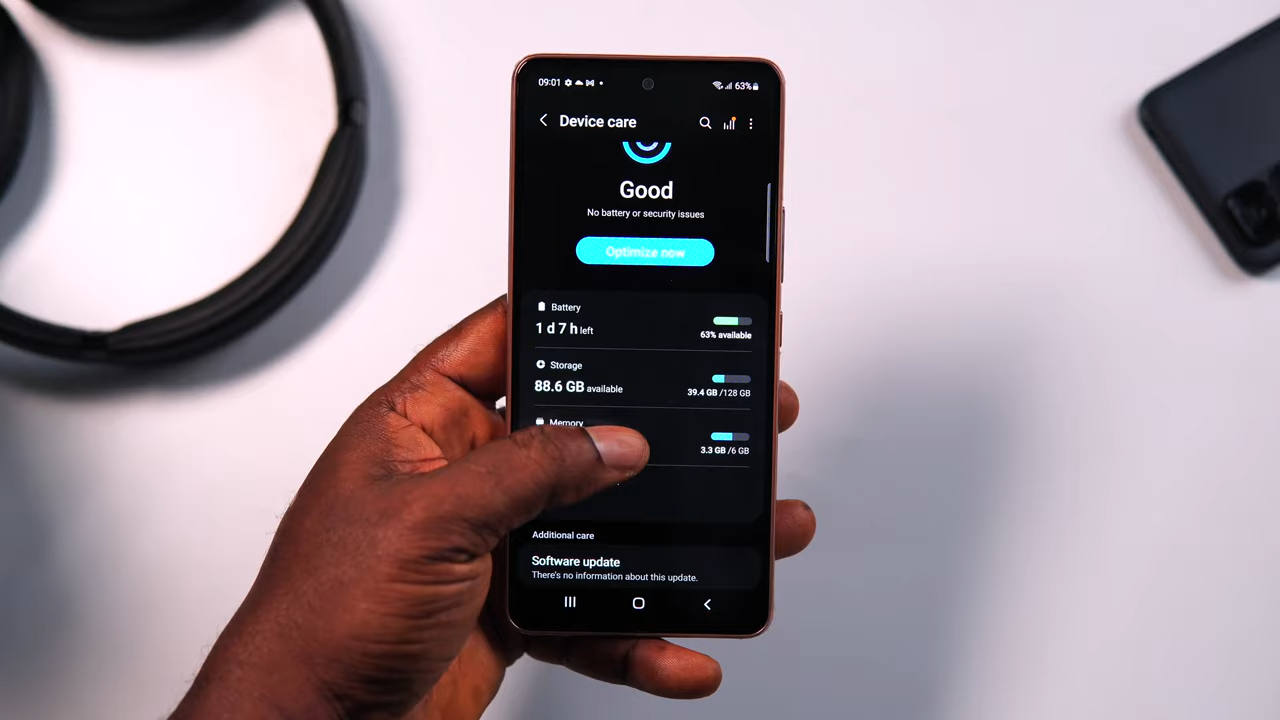 09:01 63%
Device care
Good
No battery or security issues
Optimize now
Battery
1 d 7 h left
63% available
Storage
88.6 GB available
39.4 GB /128 GB
Memory
3.3 GB /6 GB
Additional care
Software update
There's no information about this update.